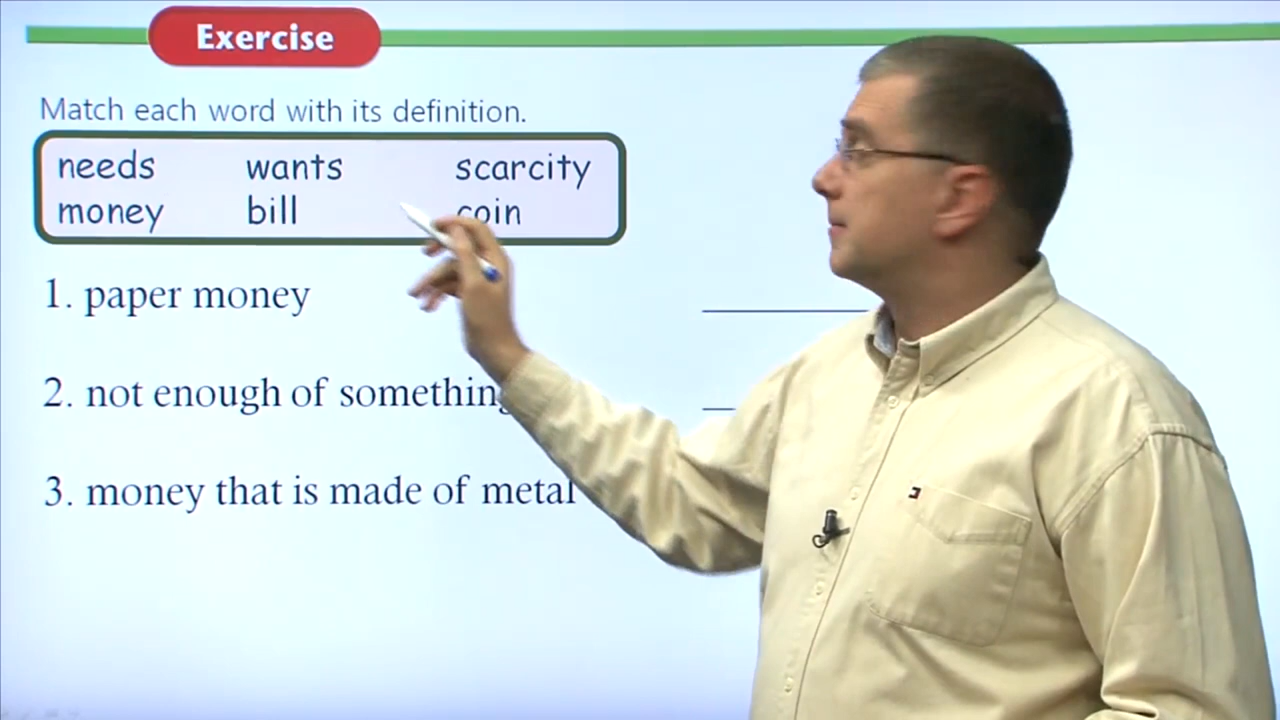 Exercise
Match each word with its definition.
needs wants scarcity
money bill coin
1. paper money
2. not enough of something
3. money that is made of metal